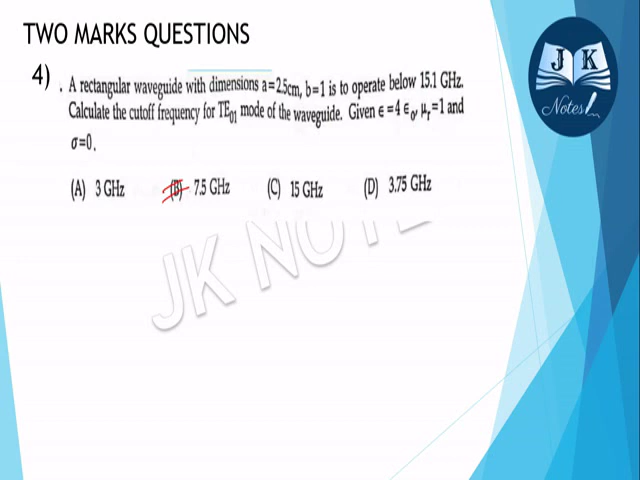 TWO MARKS QUESTIONS
4) . A rectangular waveguide with dimensions a=2.5cm, b=1 is to operate below 15.1 GHz.
Calculate the cutoff frequency for TE₀₁ mode of the waveguide. Given ϵ=4 ϵ₀, μᵣ=1 and
σ=0.
(A) 3 GHz (B) 7.5 GHz (C) 15 GHz (D) 3.75 GHz
JK NOTE
J K
Notes